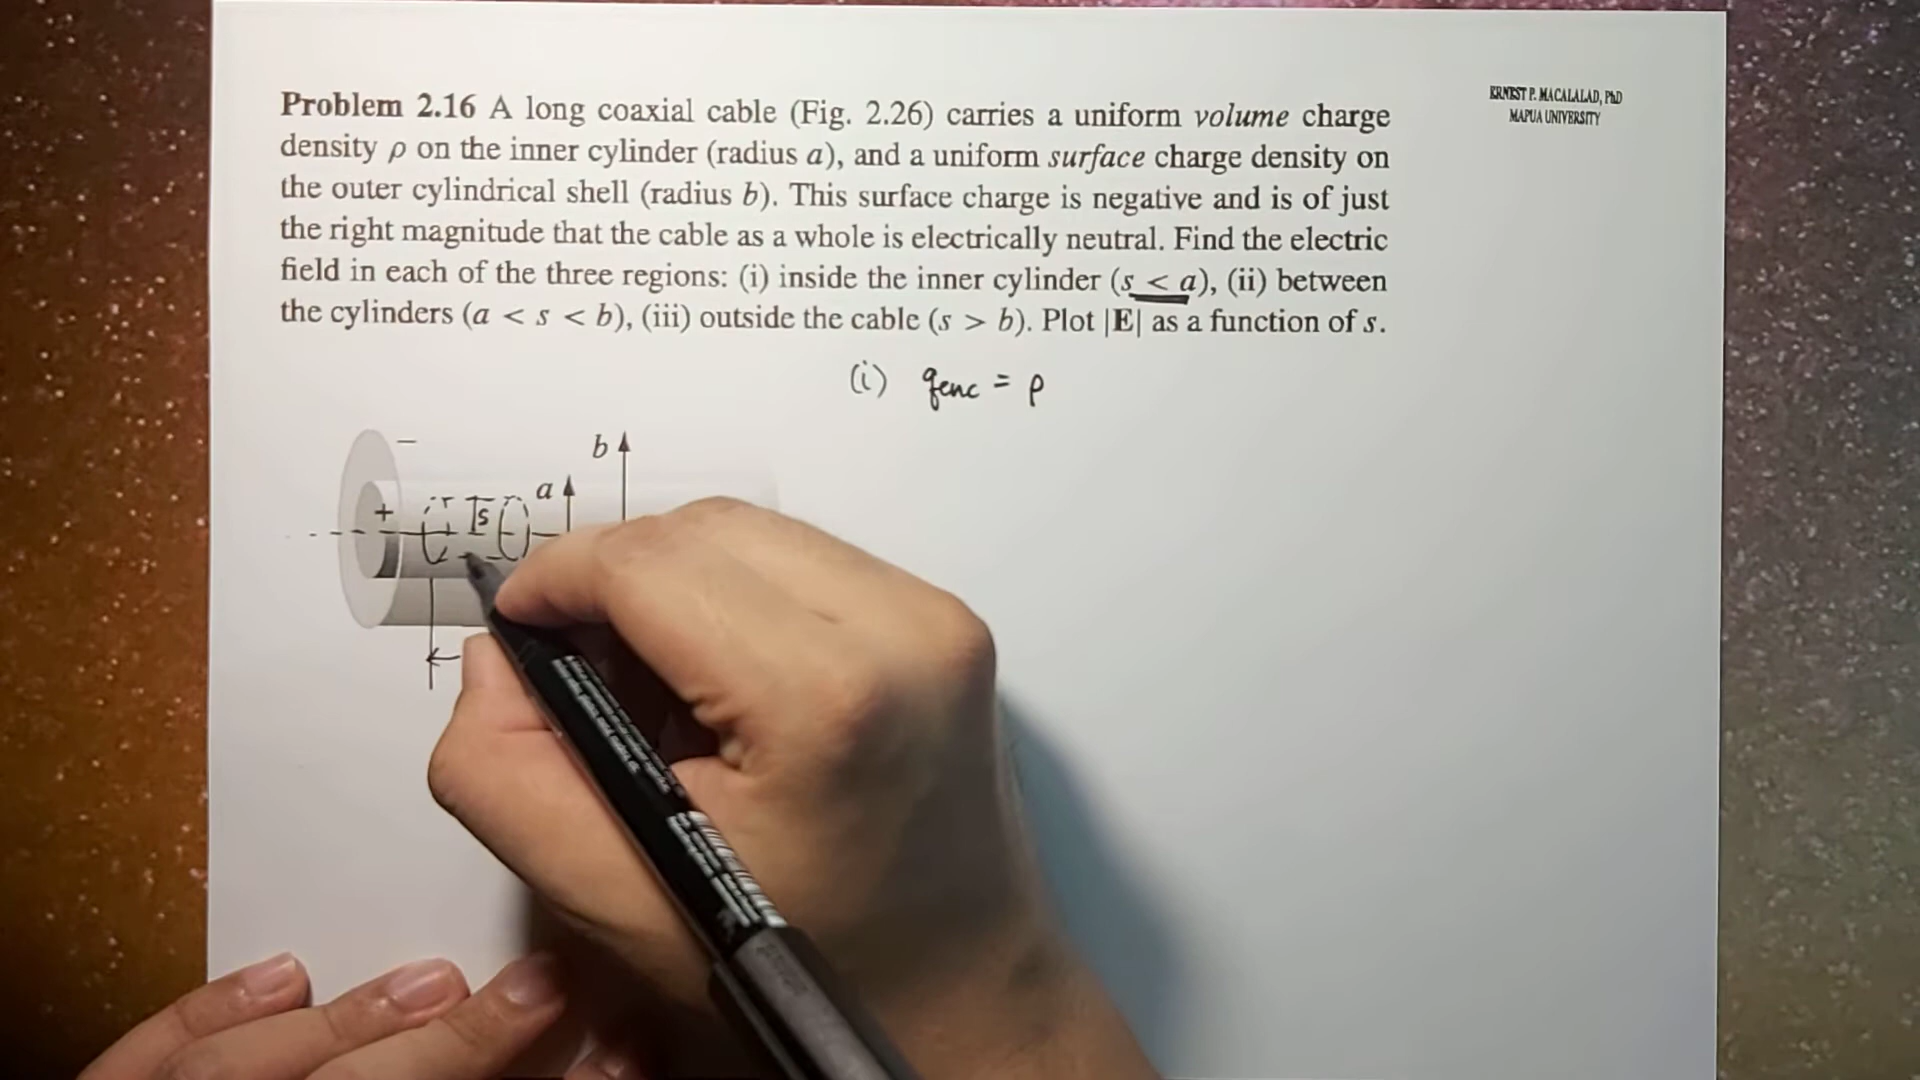 ERNEST P. MACALALAD, PhD
MAPUA UNIVERSITY
Problem 2.16 A long coaxial cable (Fig. 2.26) carries a uniform volume charge
density ρ on the inner cylinder (radius a), and a uniform surface charge density on
the outer cylindrical shell (radius b). This surface charge is negative and is of just
the right magnitude that the cable as a whole is electrically neutral. Find the electric
field in each of the three regions: (i) inside the inner cylinder (s < a), (ii) between
the cylinders (a < s < b), (iii) outside the cable (s > b). Plot |E| as a function of s.
(i) qenc = ρ
−
b
a
+
s